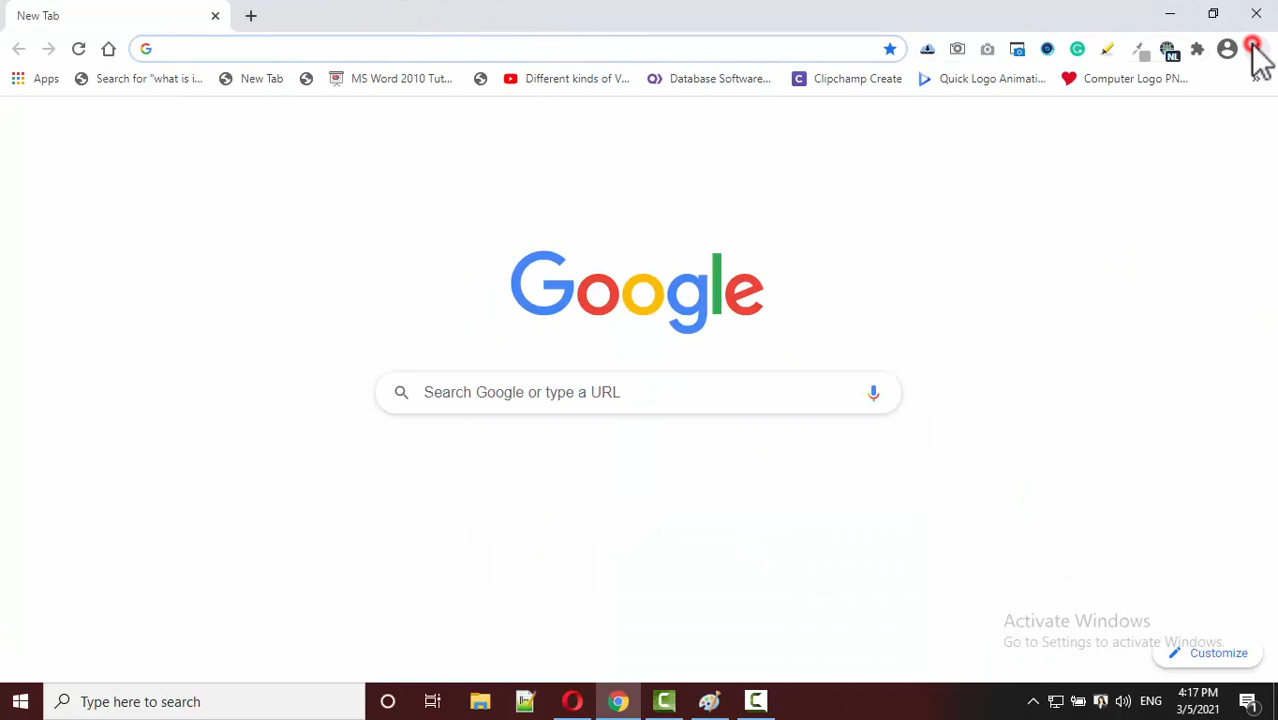 New Tab
Apps Search for "what is i... New Tab MS Word 2010 Tut... Different kinds of V... Database Software... Clipchamp Create Quick Logo Animati... Computer Logo PN... »
NL
Google
Search Google or type a URL
Activate Windows
Go to Settings to activate Windows.
Customize
Type here to search
ENG
4:17 PM
3/5/2021
1